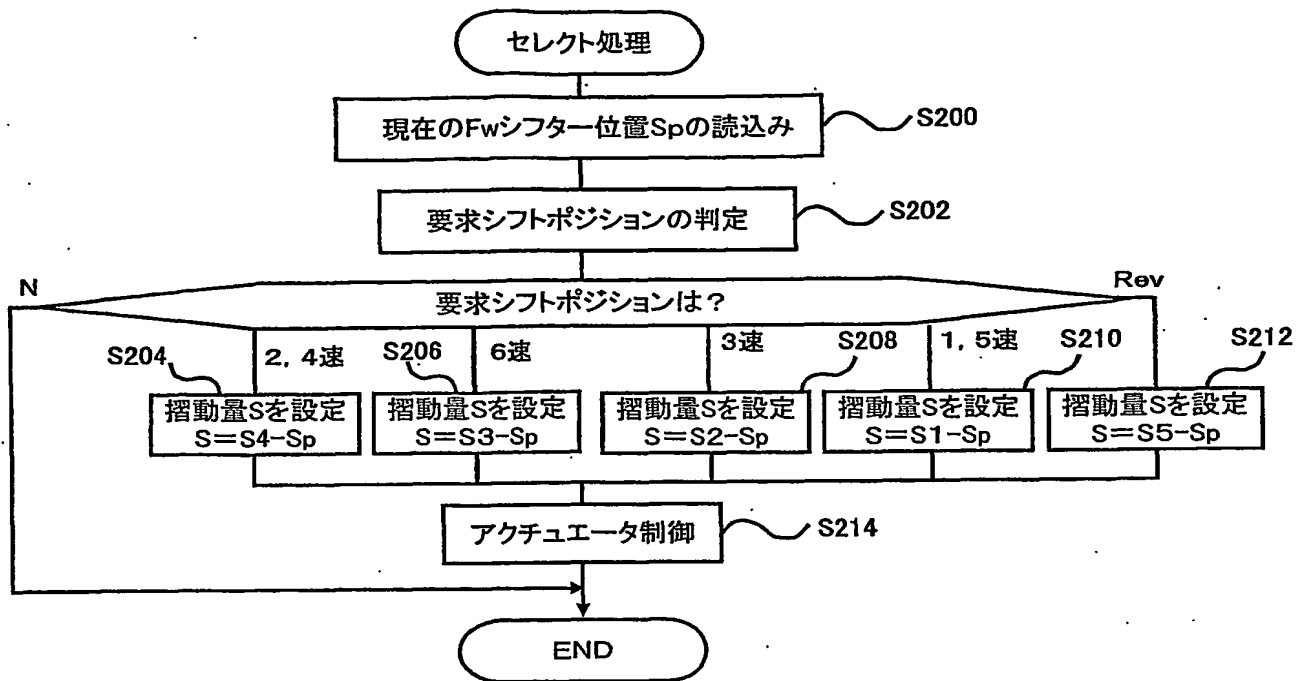 セレクト処理
現在のFwシフター位置Spの読込み
S200
要求シフトポジションの判定
S202
N
要求シフトポジションは?
Rev
S204
2,4速
S206
6速
3速
S208
1,5速
S210
S212
摺動量Sを設定
S=S4-Sp
摺動量Sを設定
S=S3-Sp
摺動量Sを設定
S=S2-Sp
摺動量Sを設定
S=S1-Sp
摺動量Sを設定
S=S5-Sp
アクチュエータ制御
S214
END